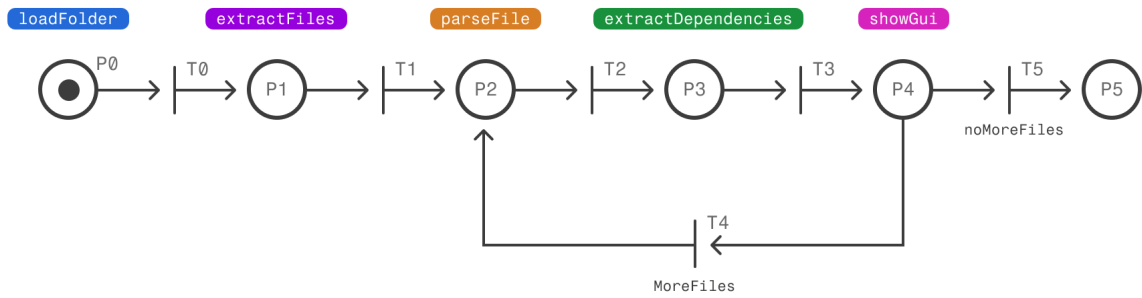 loadFolder
extractFiles
parseFile
extractDependencies
showGui
P0
T0
P1
T1
P2
T2
P3
T3
P4
T5
P5
noMoreFiles
T4
MoreFiles